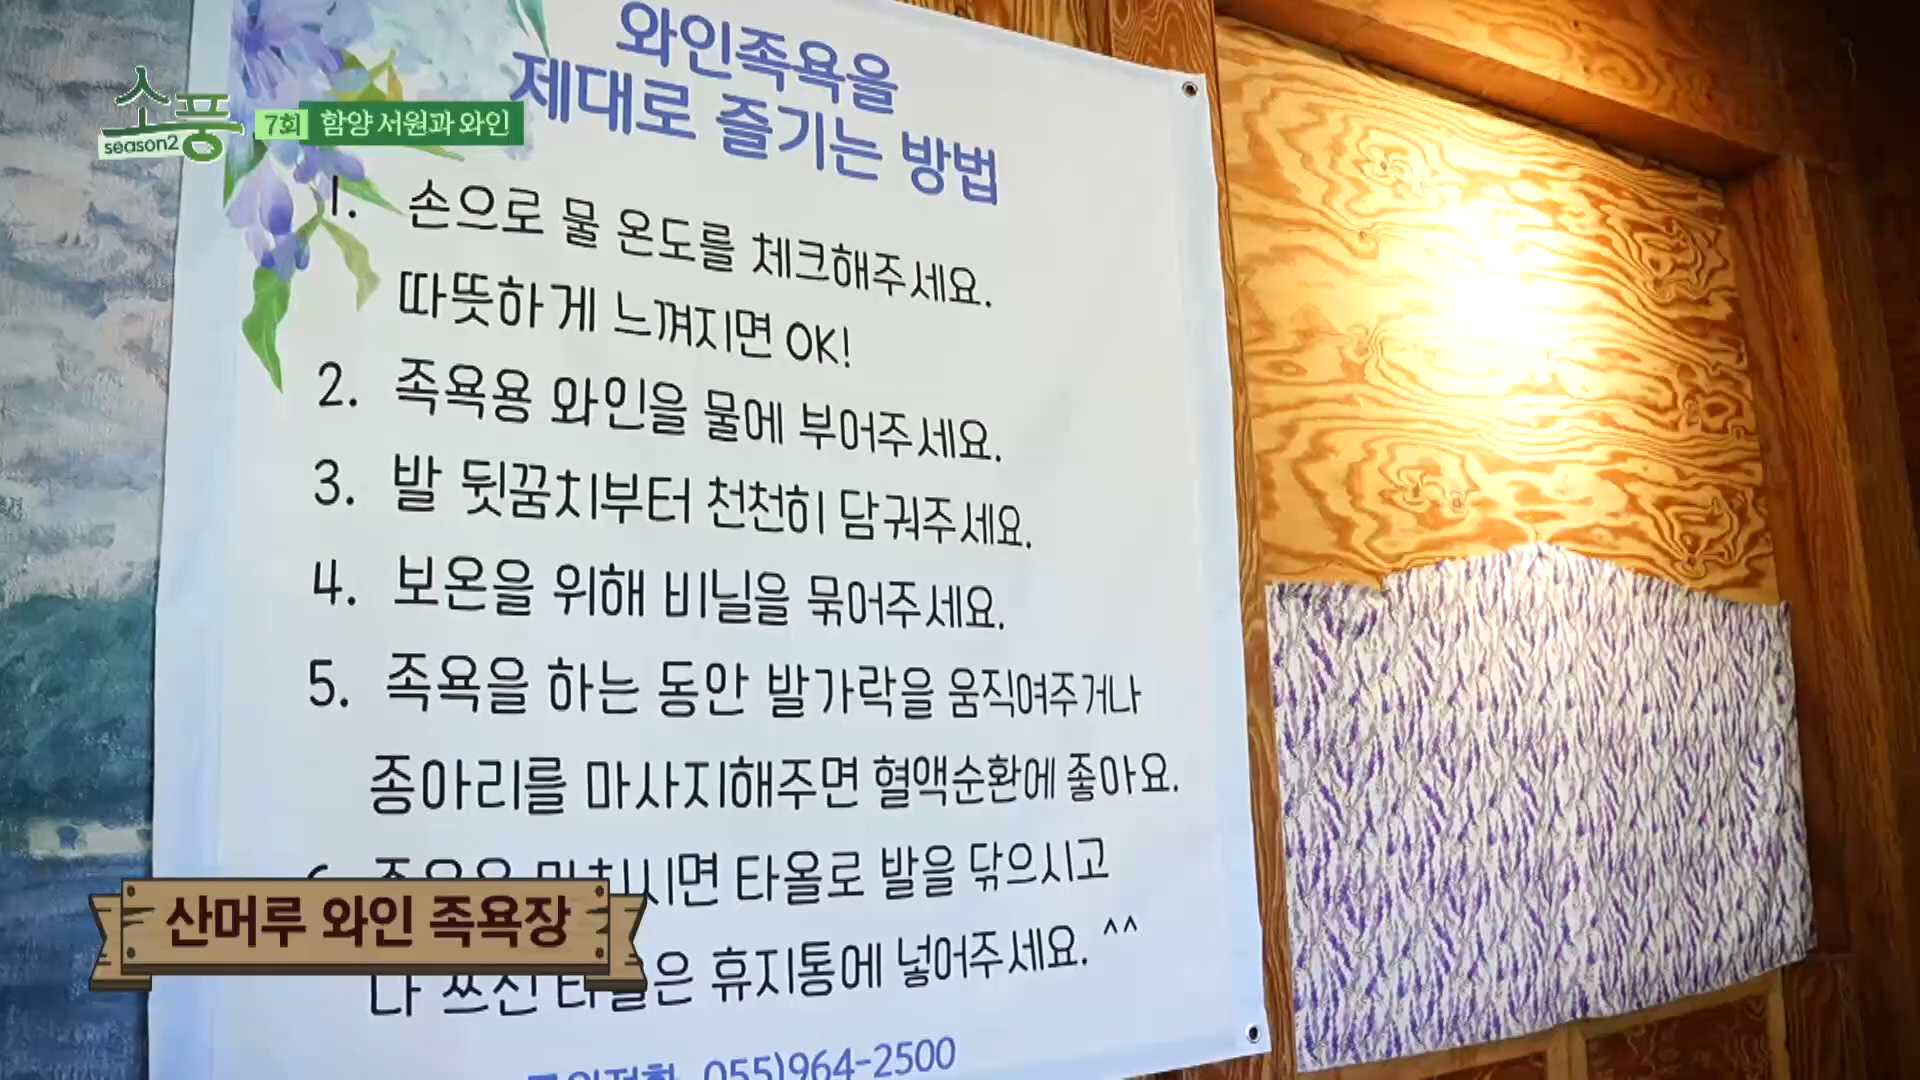 소풍
season2
7회 함양 서원과 와인
와인족욕을
제대로 즐기는 방법
1. 손으로 물 온도를 체크해주세요.
따뜻하게 느껴지면 OK!
2. 족욕용 와인을 물에 부어주세요.
3. 발 뒷꿈치부터 천천히 담궈주세요.
4. 보온을 위해 비닐을 묶어주세요.
5. 족욕을 하는 동안 발가락을 움직여주거나
종아리를 마사지해주면 혈액순환에 좋아요.
타올로 발을 닦으시고
다 쓰신 휴지통에 넣어주세요. ^^
산머루 와인 족욕장
055)964-2500